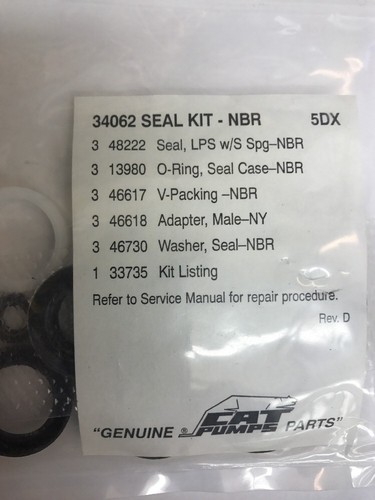 34062 SEAL KIT - NBR 5DX
3 48222 Seal, LPS w/S Spg–NBR
3 13980 O-Ring, Seal Case–NBR
3 46617 V-Packing –NBR
3 46618 Adapter, Male–NY
3 46730 Washer, Seal–NBR
1 33735 Kit Listing
Refer to Service Manual for repair procedure.
Rev. D
"GENUINE ® CAT PUMPS PARTS"